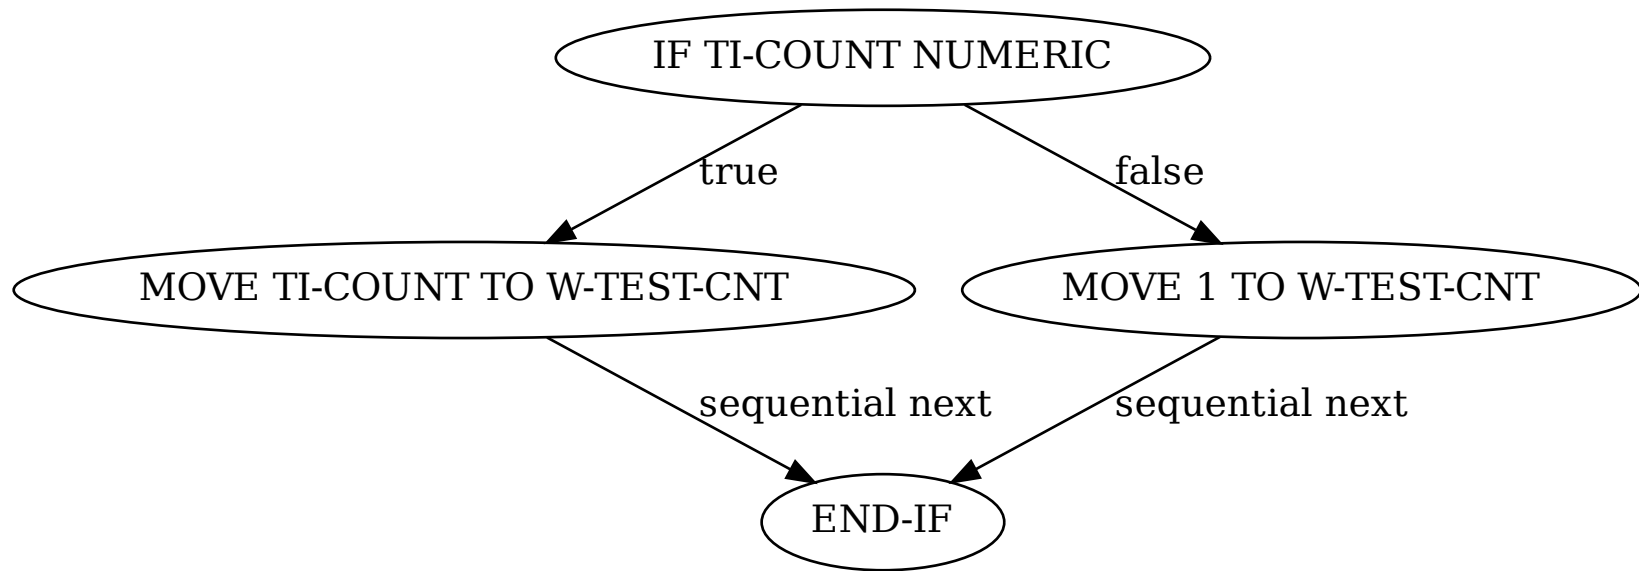 IF TI-COUNT NUMERIC
true
false
MOVE TI-COUNT TO W-TEST-CNT
MOVE 1 TO W-TEST-CNT
sequential next
sequential next
END-IF